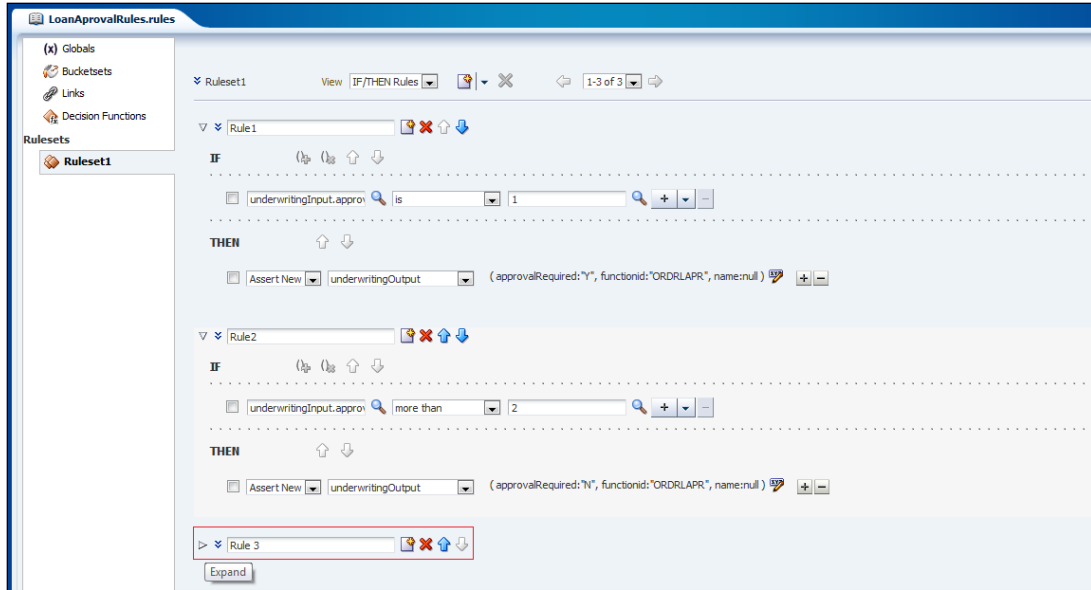 LoanAprovalRules.rules
(x) Globals
Bucketsets
Links
Decision Functions
Rulesets
Ruleset1
Ruleset1 View IF/THEN Rules 1-3 of 3
Rule1
IF
underwritingInput.approv is 1
THEN
Assert New underwritingOutput ( approvalRequired:"Y", functionid:"ORDRLAPR", name:null )
Rule2
IF
underwritingInput.approv more than 2
THEN
Assert New underwritingOutput ( approvalRequired:"N", functionid:"ORDRLAPR", name:null )
Rule 3
Expand